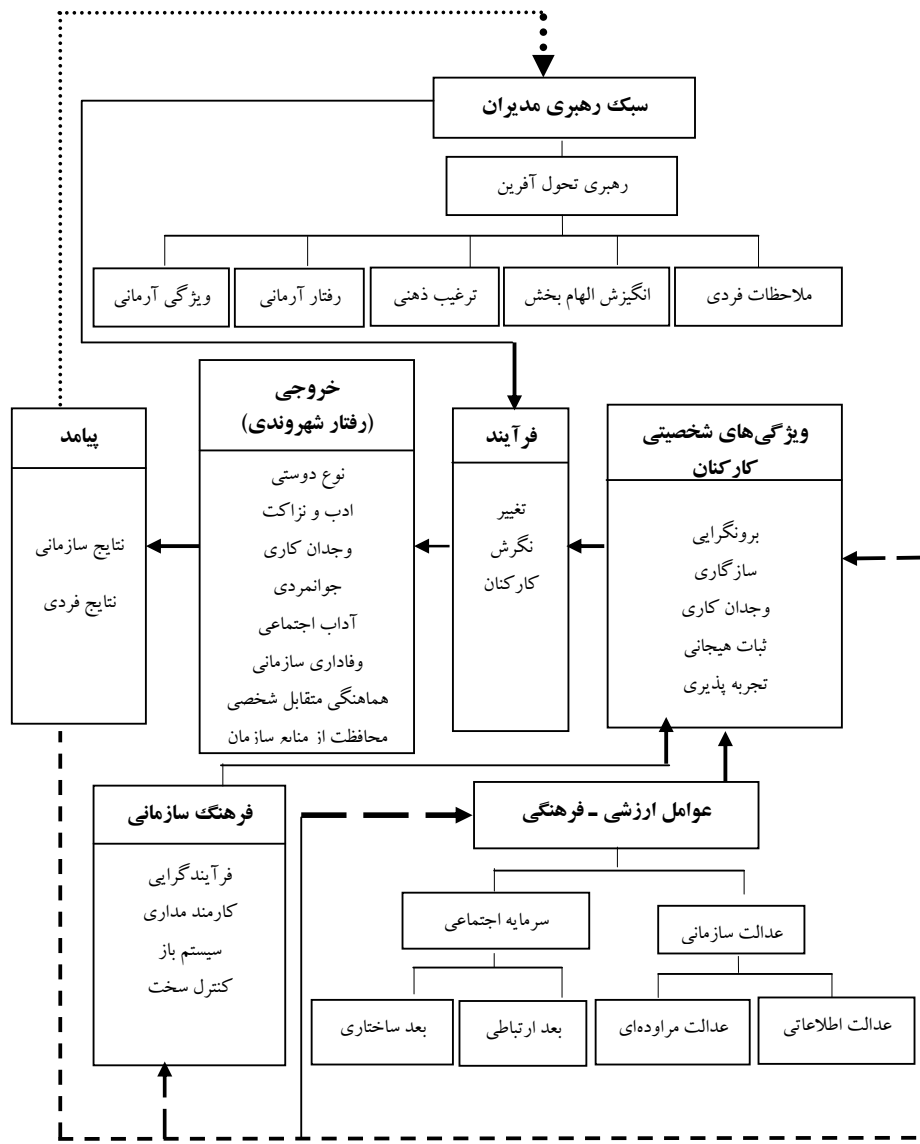 سبک رهبری مدیران
رهبری تحول آفرین
ملاحظات فردی
انگیزش الهام بخش
ترغیب ذهنی
رفتار آرمانی
ویژگی آرمانی
ویژگی‌های شخصیتی
کارکنان
برونگرایی
سازگاری
وجدان کاری
ثبات هیجانی
تجربه پذیری
فرآیند
تغییر
نگرش
کارکنان
خروجی
(رفتار شهروندی)
نوع دوستی
ادب و نزاکت
وجدان کاری
جوانمردی
آداب اجتماعی
وفاداری سازمانی
هماهنگی متقابل شخصی
محافظت از منابع سازمان
پیامد
نتایج سازمانی
نتایج فردی
عوامل ارزشی ـ فرهنگی
عدالت سازمانی
سرمایه اجتماعی
عدالت اطلاعاتی
عدالت مراوده‌ای
بعد ارتباطی
بعد ساختاری
فرهنگ سازمانی
فرآیندگرایی
کارمند مداری
سیستم باز
کنترل سخت